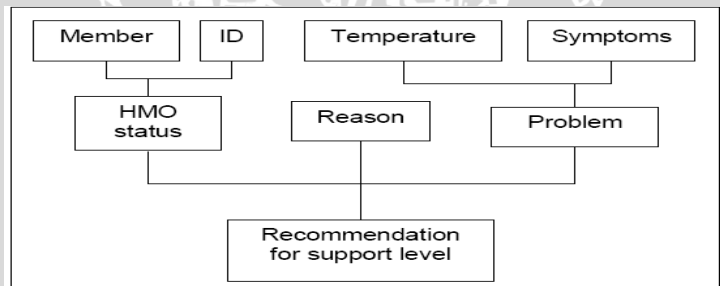 Member
ID
Temperature
Symptoms
HMO
status
Reason
Problem
Recommendation
for support level